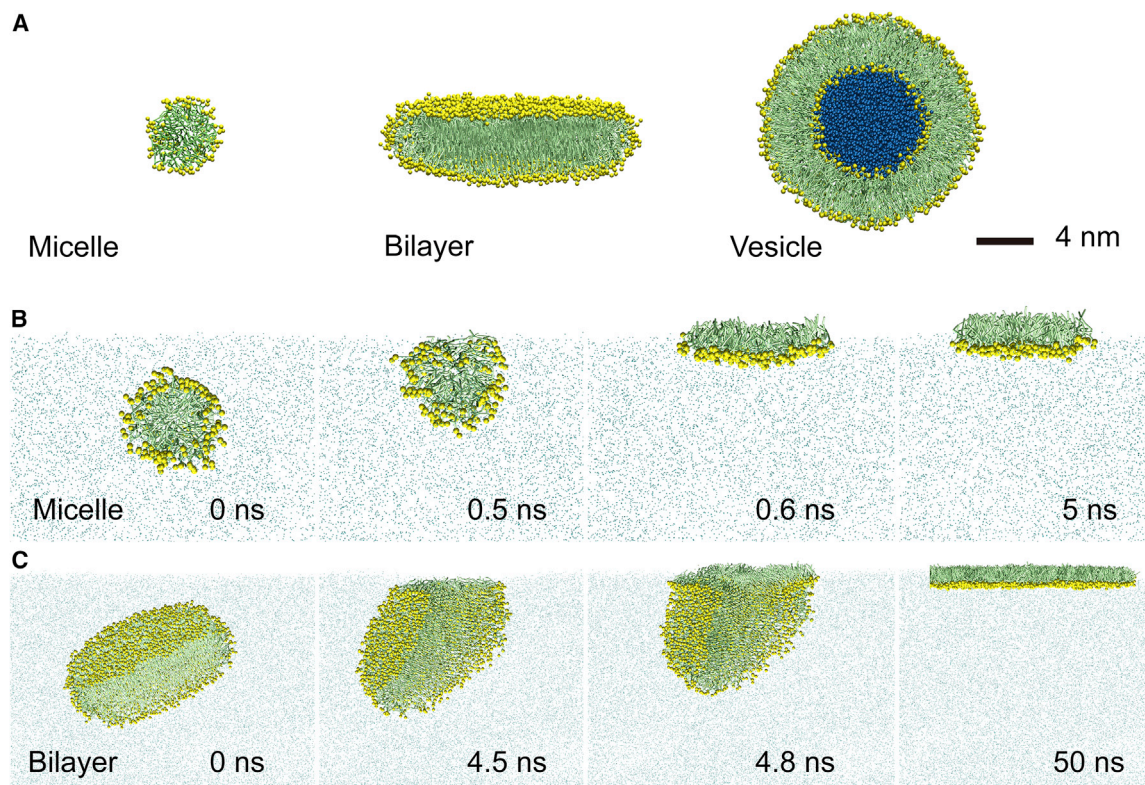 A
Micelle
Bilayer
Vesicle
4 nm
B
Micelle
0 ns
0.5 ns
0.6 ns
5 ns
C
Bilayer
0 ns
4.5 ns
4.8 ns
50 ns